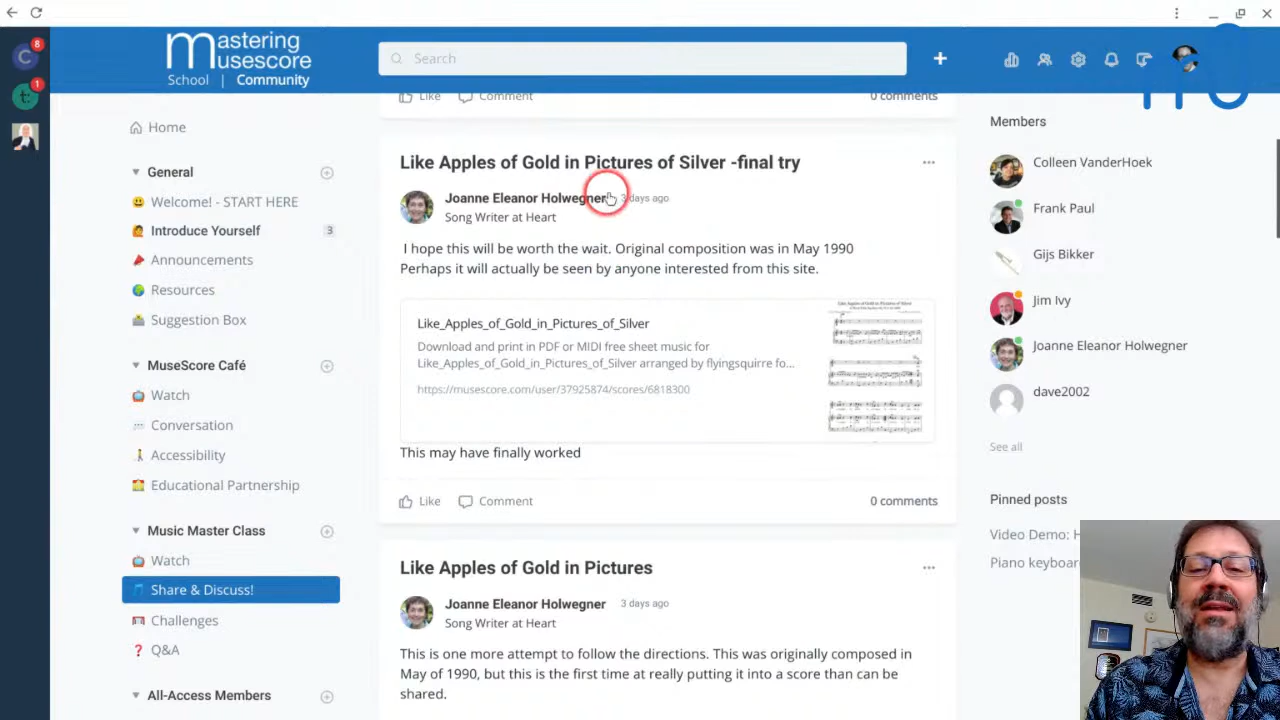 8
C
1
t:
mastering
musescore
School | Community
Search
Home
General
Welcome! - START HERE
Introduce Yourself 3
Announcements
Resources
Suggestion Box
MuseScore Café
Watch
Conversation
Accessibility
Educational Partnership
Music Master Class
Watch
Share & Discuss!
Challenges
Q&A
All-Access Members
Like Comment 0 comments
Like Apples of Gold in Pictures of Silver -final try
Joanne Eleanor Holwegner 3 days ago
Song Writer at Heart
I hope this will be worth the wait. Original composition was in May 1990
Perhaps it will actually be seen by anyone interested from this site.
Like_Apples_of_Gold_in_Pictures_of_Silver
Download and print in PDF or MIDI free sheet music for
Like_Apples_of_Gold_in_Pictures_of_Silver arranged by flyingsquirre fo...
https://musescore.com/user/37925874/scores/6818300
Like Apples of Gold in Pictures of Silver
This may have finally worked
Like Comment 0 comments
Like Apples of Gold in Pictures
Joanne Eleanor Holwegner 3 days ago
Song Writer at Heart
This is one more attempt to follow the directions. This was originally composed in
May of 1990, but this is the first time at really putting it into a score than can be
shared.
Members
Colleen VanderHoek
Frank Paul
Gijs Bikker
Jim Ivy
Joanne Eleanor Holwegner
dave2002
See all
Pinned posts
Video Demo: H
Piano keyboar